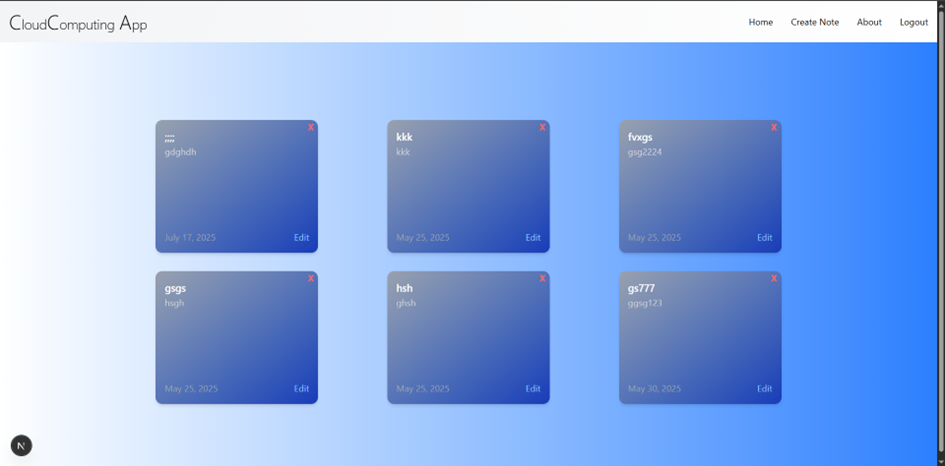 CloudComputing App
Home Create Note About Logout
X
;;;;
gdghdh
July 17, 2025 Edit
X
kkk
kkk
May 25, 2025 Edit
X
fvxgs
gsg2224
May 25, 2025 Edit
X
gsgs
hsgh
May 25, 2025 Edit
X
hsh
ghsh
May 25, 2025 Edit
X
gs777
ggsg123
May 30, 2025 Edit
N